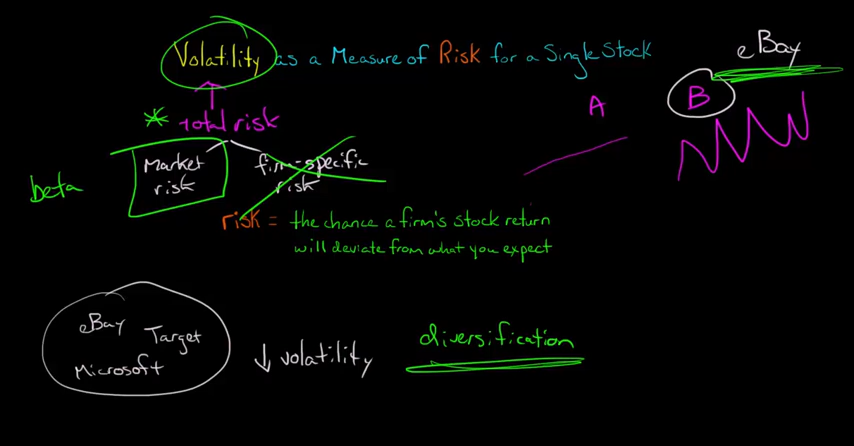 Volatility as a Measure of Risk for a Single Stock
eBay
B
A
* total risk
beta
Market risk
firm-specific risk
risk = the chance a firm's stock return
will deviate from what you expect
eBay Target
Microsoft
↓ volatility
diversification